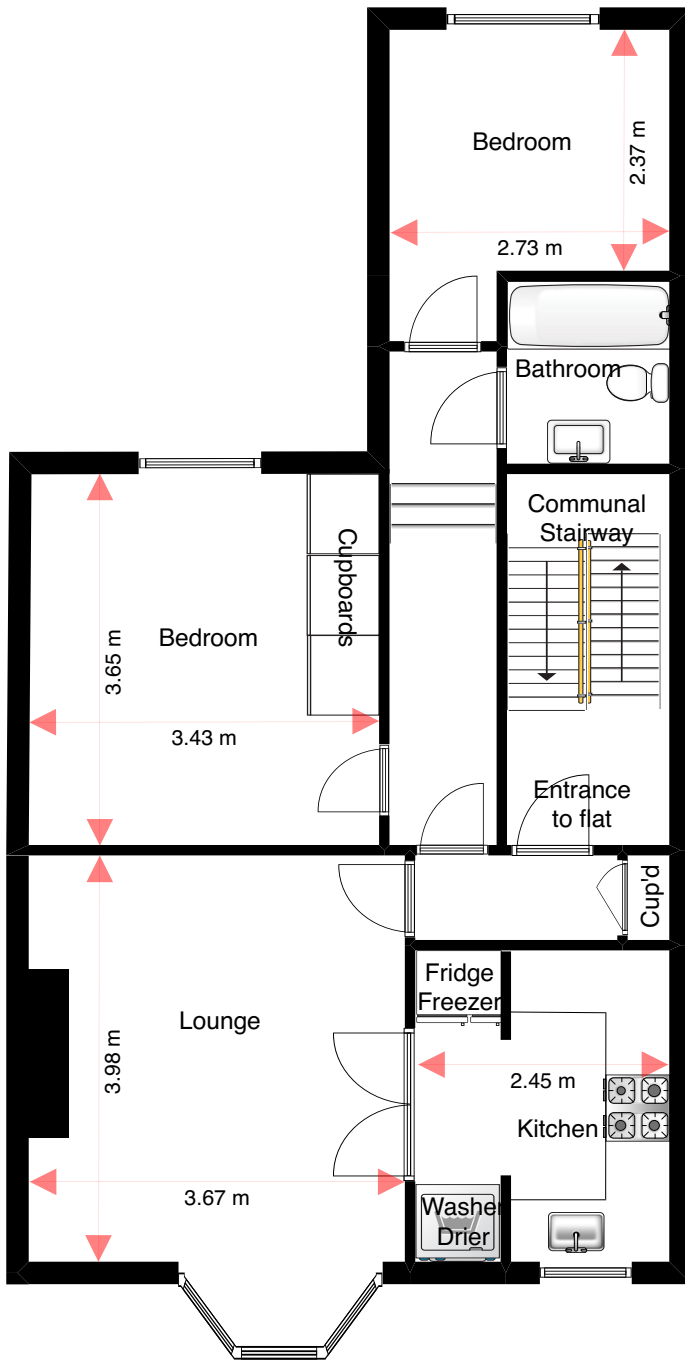 Bedroom
2.37 m
2.73 m
Bathroom
Communal
Stairway
Cupboards
Bedroom
3.65 m
3.43 m
Entrance
to flat
Cup'd
Fridge
Freezer
Lounge
3.98 m
2.45 m
Kitchen
3.67 m
Washer
Drier